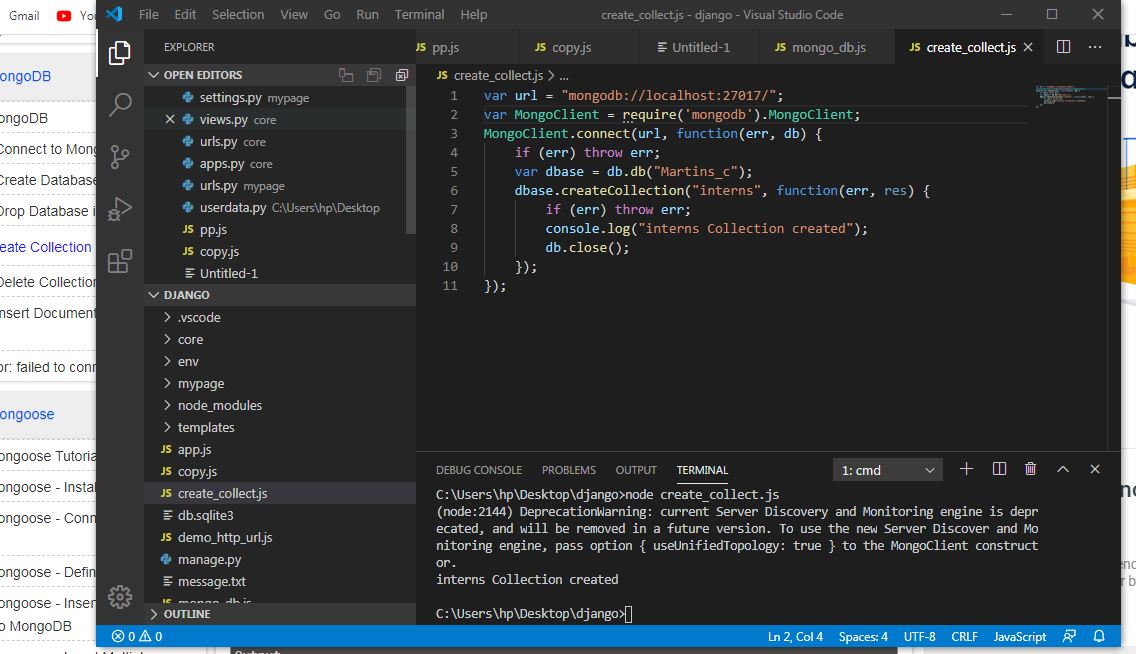 Gmail
File Edit Selection View Go Run Terminal Help
create_collect.js - django - Visual Studio Code
EXPLORER
OPEN EDITORS
settings.py mypage
views.py core
urls.py core
apps.py core
urls.py mypage
userdata.py C:\Users\hp\Desktop
JS pp.js
JS copy.js
Untitled-1
DJANGO
.vscode
core
env
mypage
node_modules
templates
JS app.js
JS copy.js
JS create_collect.js
db.sqlite3
JS demo_http_url.js
manage.py
message.txt
JS mongo_db.js
OUTLINE
JS pp.js
JS copy.js
Untitled-1
JS mongo_db.js
JS create_collect.js
JS create_collect.js > ...
1 var url = "mongodb://localhost:27017/";
2 var MongoClient = require('mongodb').MongoClient;
3 MongoClient.connect(url, function(err, db) {
4 if (err) throw err;
5 var dbase = db.db("Martins_c");
6 dbase.createCollection("interns", function(err, res) {
7 if (err) throw err;
8 console.log("interns Collection created");
9 db.close();
10 });
11 });
DEBUG CONSOLE PROBLEMS OUTPUT TERMINAL
1: cmd
C:\Users\hp\Desktop\django>node create_collect.js
(node:2144) DeprecationWarning: current Server Discovery and Monitoring engine is depr
ecated, and will be removed in a future version. To use the new Server Discover and Mo
nitoring engine, pass option { useUnifiedTopology: true } to the MongoClient construct
or.
interns Collection created
C:\Users\hp\Desktop\django>
0 0
Ln 2, Col 4 Spaces: 4 UTF-8 CRLF JavaScript
ongoDB
ongoDB
Connect to Mong
Create Database
Drop Database i
eate Collection
Delete Collection
nsert Document
or: failed to conn
ongoose
ongoose Tutoria
ongoose - Instal
ongoose - Conn
ongoose - Defin
ongoose - Inser
o MongoDB